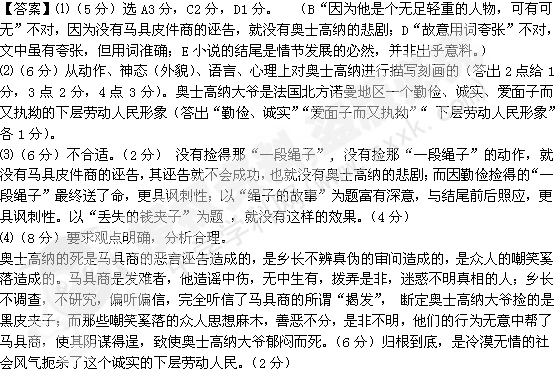 【答案】⑴（5 分）选 A3 分，C2 分，D1 分。 （B“因为他是个无足轻重的人物，可有可
无”不对，因为没有马具皮件商的诬告，就没有奥士高纳的悲剧；D“故意用词夸张”不对，
文中虽有夸张，但用词准确；E 小说的结尾是情节发展的必然，并非出乎意料。）
⑵（6 分）从动作、神态（外貌）、语言、心理上对奥士高纳进行描写刻画的（答出 2 点给 1
分，3 点 2 分，4 点 3 分）。奥士高纳大爷是法国北方诺曼地区一个勤俭、诚实、爱面子而
又执拗的下层劳动人民形象（答出“勤俭、诚实”“爱面子而又执拗”“ 下层劳动人民形象”
各 1 分）。
⑶（6 分）不合适。（2 分） 没有捡得那“一段绳子”, 没有捡那“一段绳子”的动作，就
没有马具皮件商的诬告，其诬告就不会成功，也就没有奥士高纳的悲剧；而因勤俭捡得的“一
段绳子”最终送了命，更具讽刺性；以“绳子的故事”为题富有深意，与结尾前后照应，更
具讽刺性。以“丢失的钱夹子”为题 ，就没有这样的效果。（4 分）
⑷（8 分）要求观点明确，分析合理。
奥士高纳的死是马具商的恶言诬告造成的，是乡长不辨真伪的审问造成的，是众人的嘲笑奚
落造成的。马具商是发难者，他造谣中伤，无中生有，拨弄是非，迷惑不明真相的人；乡长
不调查，不研究，偏听偏信，完全听信了马具商的所谓“揭发”， 断定奥士高纳大爷捡的是
黑皮夹子；而那些嘲笑奚落的众人思想麻木，善恶不分，是非不明，他们的行为无意中帮了
马具商，使其阴谋得逞，致使奥士高纳大爷郁闷而死。（6 分）归根到底，是冷漠无情的社
会风气扼杀了这个诚实的下层劳动人民。（2 分）